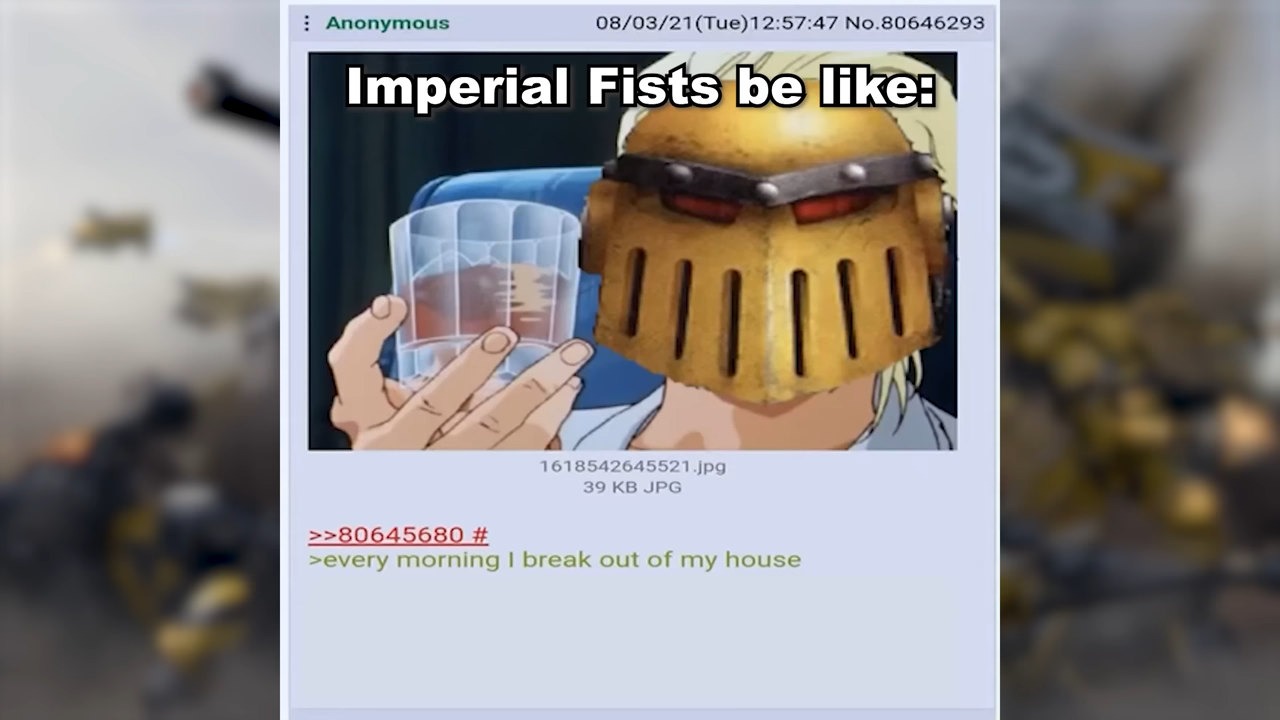 Anonymous 08/03/21(Tue)12:57:47 No.80646293
Imperial Fists be like:
1618542645521.jpg
39 KB JPG
>>80645680 #
>every morning I break out of my house